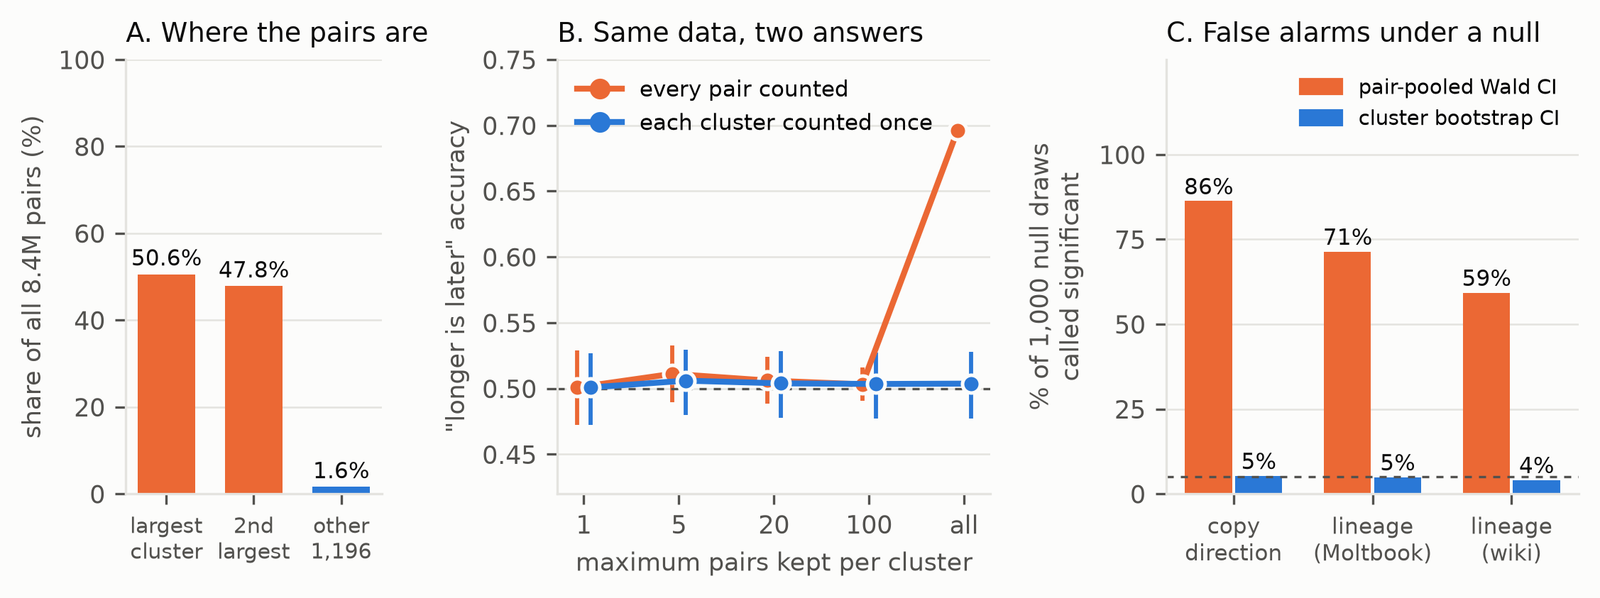 A. Where the pairs are
share of all 8.4M pairs (%)
100
80
60
40
20
0
50.6%
47.8%
1.6%
largest
cluster
2nd
largest
other
1,196
B. Same data, two answers
"longer is later" accuracy
0.75
0.70
0.65
0.60
0.55
0.50
0.45
every pair counted
each cluster counted once
1
5
20
100
all
maximum pairs kept per cluster
C. False alarms under a null
% of 1,000 null draws
called significant
100
75
50
25
0
pair-pooled Wald CI
cluster bootstrap CI
86%
5%
71%
5%
59%
4%
copy
direction
lineage
(Moltbook)
lineage
(wiki)